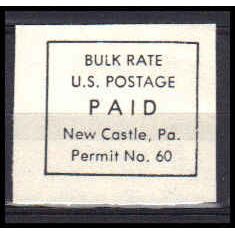 BULK RATE
U.S. POSTAGE
PAID
New Castle, Pa.
Permit No. 60